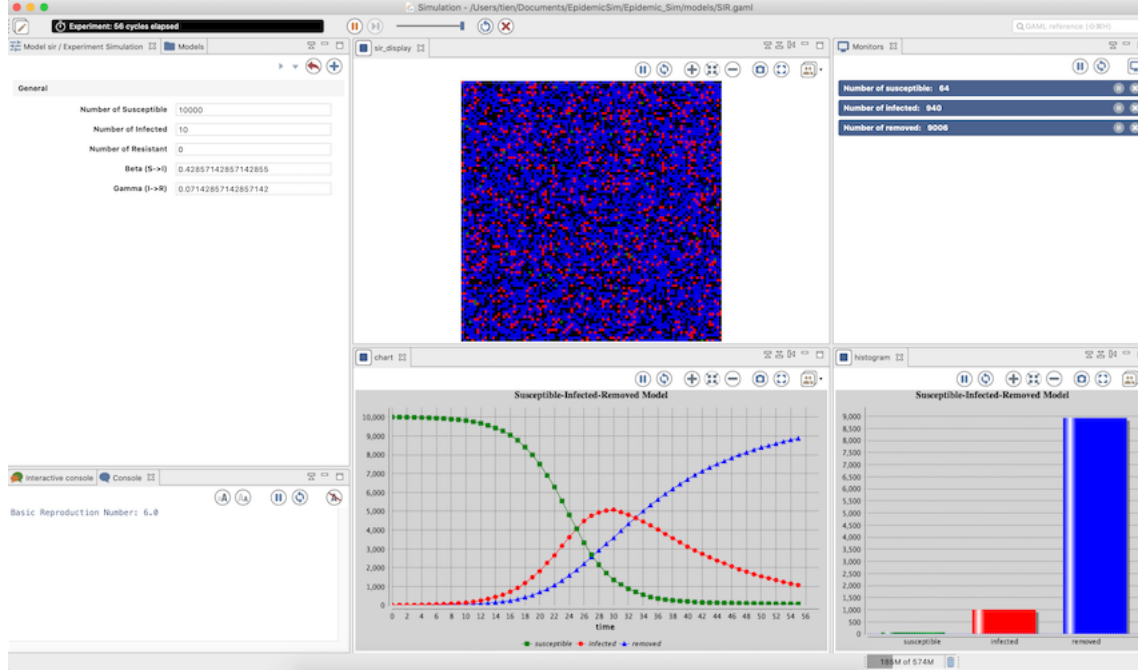 Simulation - /Users/tien/Documents/EpidemicSim/Epidemic_Sim/models/SIR.gaml
Experiment: 56 cycles elapsed
GAML reference (⇧⌘H)
Model sir / Experiment Simulation
Models
General
Number of Susceptible 10000
Number of Infected 10
Number of Resistant 0
Beta (S->I) 0.42857142857142855
Gamma (I->R) 0.07142857142857142
Interactive console
Console
Basic Reproduction Number: 6.0
sir_display
Monitors
Number of susceptible: 64
Number of infected: 940
Number of removed: 9006
chart
Susceptible-Infected-Removed Model
10,000
9,000
8,000
7,000
6,000
5,000
4,000
3,000
2,000
1,000
0
0 2 4 6 8 10 12 14 16 18 20 22 24 26 28 30 32 34 36 38 40 42 44 46 48 50 52 54 56
time
susceptible infected removed
histogram
Susceptible-Infected-Removed Model
9,000
8,500
8,000
7,500
7,000
6,500
6,000
5,500
5,000
4,500
4,000
3,500
3,000
2,500
2,000
1,500
1,000
500
0
susceptible infected removed
185M of 574M